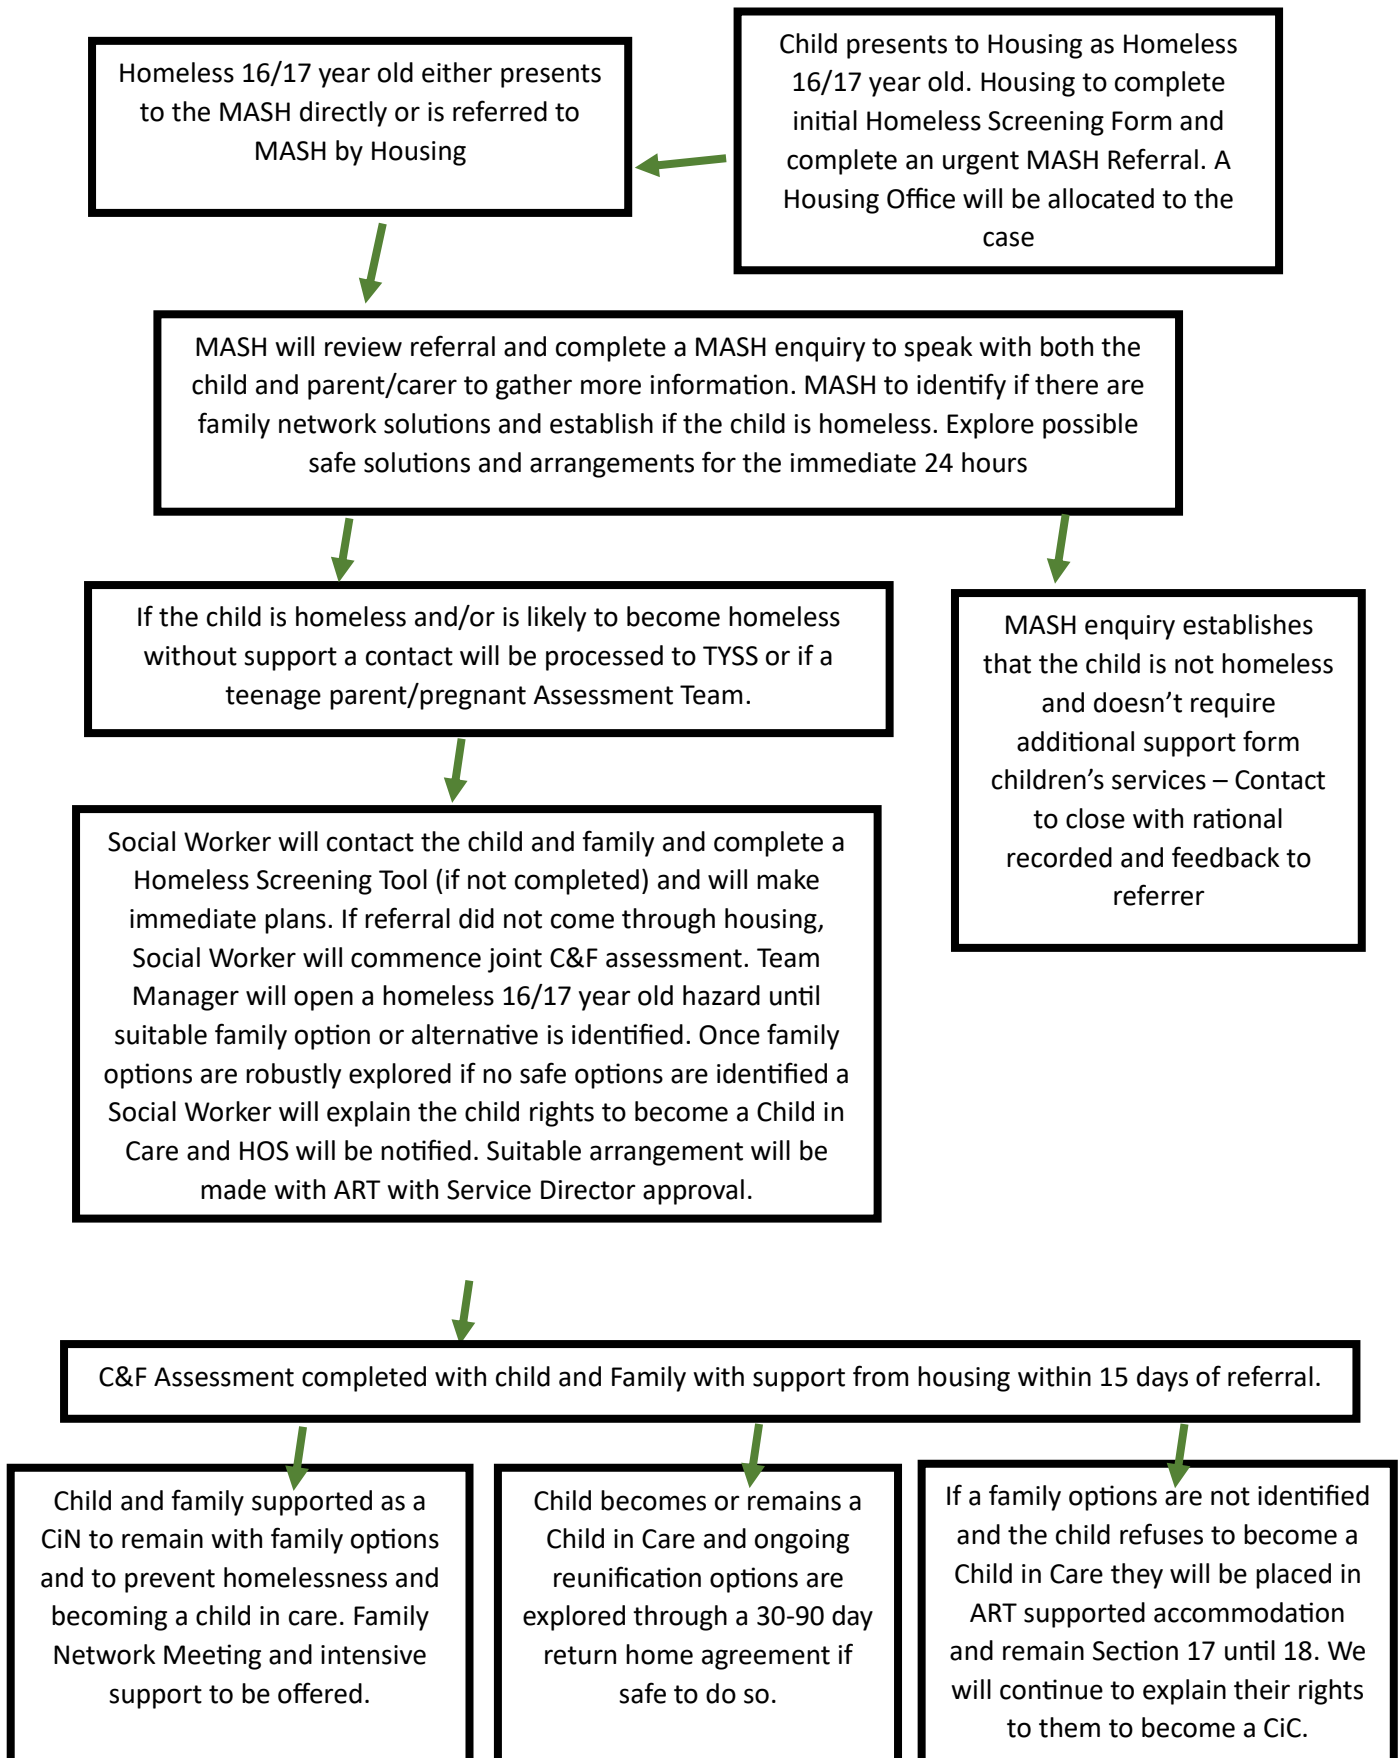 Homeless 16/17 year old either presents
to the MASH directly or is referred to
MASH by Housing
Child presents to Housing as Homeless
16/17 year old. Housing to complete
initial Homeless Screening Form and
complete an urgent MASH Referral. A
Housing Office will be allocated to the
case
MASH will review referral and complete a MASH enquiry to speak with both the
child and parent/carer to gather more information. MASH to identify if there are
family network solutions and establish if the child is homeless. Explore possible
safe solutions and arrangements for the immediate 24 hours
If the child is homeless and/or is likely to become homeless
without support a contact will be processed to TYSS or if a
teenage parent/pregnant Assessment Team.
MASH enquiry establishes
that the child is not homeless
and doesn’t require
additional support form
children’s services – Contact
to close with rational
recorded and feedback to
referrer
Social Worker will contact the child and family and complete a
Homeless Screening Tool (if not completed) and will make
immediate plans. If referral did not come through housing,
Social Worker will commence joint C&F assessment. Team
Manager will open a homeless 16/17 year old hazard until
suitable family option or alternative is identified. Once family
options are robustly explored if no safe options are identified a
Social Worker will explain the child rights to become a Child in
Care and HOS will be notified. Suitable arrangement will be
made with ART with Service Director approval.
C&F Assessment completed with child and Family with support from housing within 15 days of referral.
Child and family supported as a
CiN to remain with family options
and to prevent homelessness and
becoming a child in care. Family
Network Meeting and intensive
support to be offered.
Child becomes or remains a
Child in Care and ongoing
reunification options are
explored through a 30-90 day
return home agreement if
safe to do so.
If a family options are not identified
and the child refuses to become a
Child in Care they will be placed in
ART supported accommodation
and remain Section 17 until 18. We
will continue to explain their rights
to them to become a CiC.